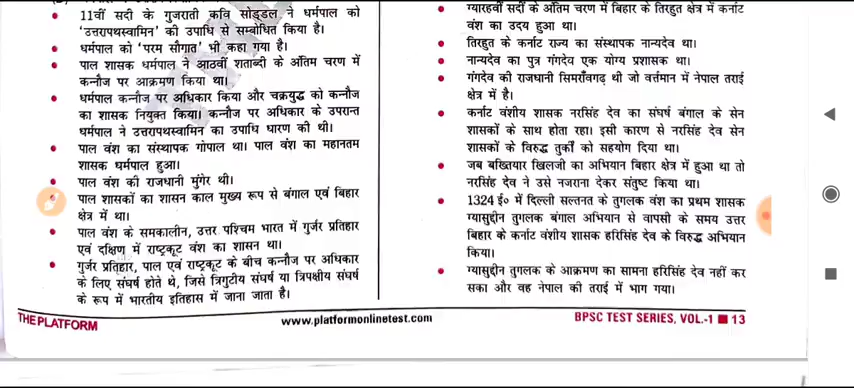 11वीं सदी के गुजराती कवि सोड्डल ने धर्मपाल को
'उत्तरापथस्वामिन' की उपाधि से सम्बोधित किया है।
धर्मपाल को 'परम सौगात' भी कहा गया है।
पाल शासक धर्मपाल ने आठवीं शताब्दी के अंतिम चरण में
कन्नौज पर आक्रमण किया था।
धर्मपाल कन्नौज पर अधिकार किया और चक्रयुद्ध को कन्नौज
का शासक नियुक्त किया। कन्नौज पर अधिकार के उपरान्त
धर्मपाल ने उत्तरापथस्वामिन का उपाधि धारण की थी।
पाल वंश का संस्थापक गोपाल था। पाल वंश का महानतम
शासक धर्मपाल हुआ।
पाल वंश की राजधानी मुंगेर थी।
पाल शासकों का शासन काल मुख्य रूप से बंगाल एवं बिहार
क्षेत्र में था।
पाल वंश के समकालीन, उत्तर पश्चिम भारत में गुर्जर प्रतिहार
एवं दक्षिण में राष्ट्रकूट वंश का शासन था।
गुर्जर प्रतिहार, पाल एवं राष्ट्रकूट के बीच कन्नौज पर अधिकार
के लिए संघर्ष होते थे, जिसे त्रिगुटीय संघर्ष या त्रिपक्षीय संघर्ष
के रूप में भारतीय इतिहास में जाना जाता है।
ग्यारहवीं सदी के अंतिम चरण में बिहार के तिरहुत क्षेत्र में कर्नाट
वंश का उदय हुआ था।
तिरहुत के कर्नाट राज्य का संस्थापक नान्यदेव था।
नान्यदेव का पुत्र गंगदेव एक योग्य प्रशासक था।
गंगदेव की राजधानी सिमराँवगढ़ थी जो वर्त्तमान में नेपाल तराई
क्षेत्र में है।
कर्नाट वंशीय शासक नरसिंह देव का संघर्ष बंगाल के सेन
शासकों के साथ होता रहा। इसी कारण से नरसिंह देव सेन
शासकों के विरुद्ध तुर्कों को सहयोग दिया था।
जब बख्तियार खिलजी का अभियान बिहार क्षेत्र में हुआ था तो
नरसिंह देव ने उसे नजराना देकर संतुष्ट किया था।
1324 ई० में दिल्ली सल्तनत के तुगलक वंश का प्रथम शासक
ग्यासुद्दीन तुगलक बंगाल अभियान से वापसी के समय उत्तर
बिहार के कर्नाट वंशीय शासक हरिसिंह देव के विरुद्ध अभियान
किया।
ग्यासुद्दीन तुगलक के आक्रमण का सामना हरिसिंह देव नहीं कर
सका और वह नेपाल की तराई में भाग गया।
THE PLATFORM
www.platformonlinetest.com
BPSC TEST SERIES, VOL.-1 ■ 13